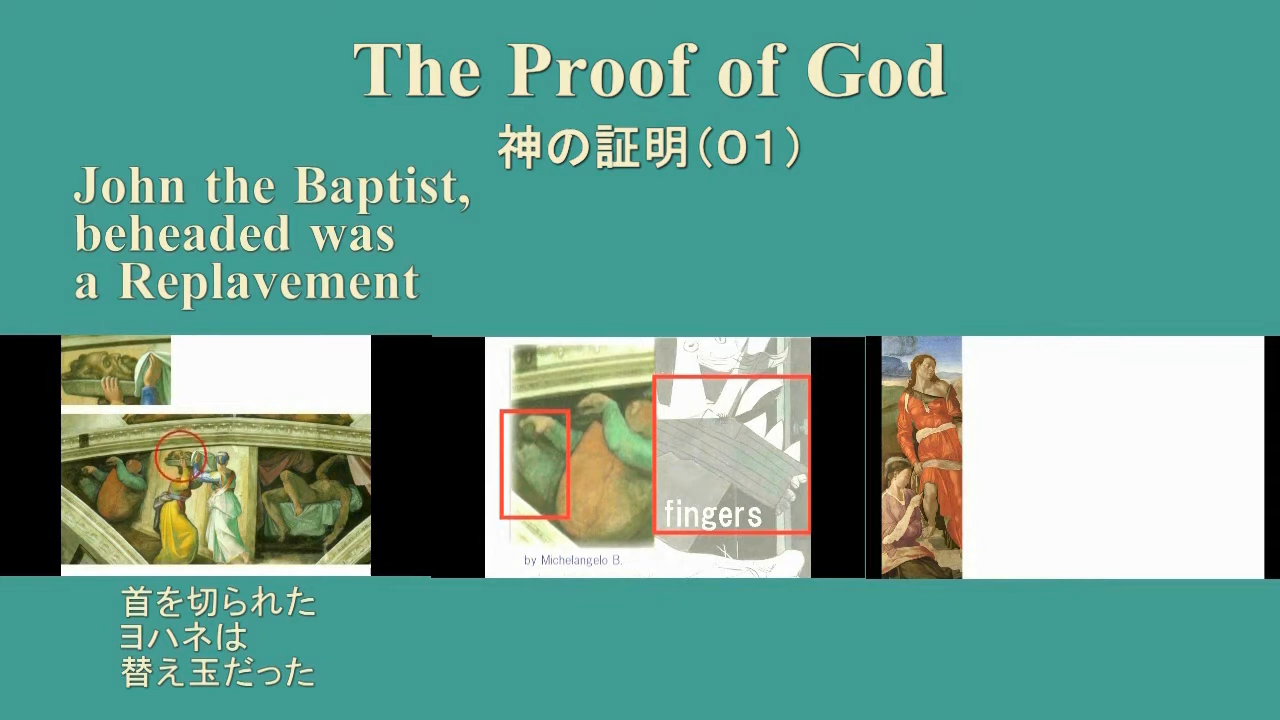 The Proof of God
神の証明(０１)
John the Baptist,
beheaded was
a Replavement
fingers
by Michelangelo B.
首を切られた
ヨハネは
替え玉だった